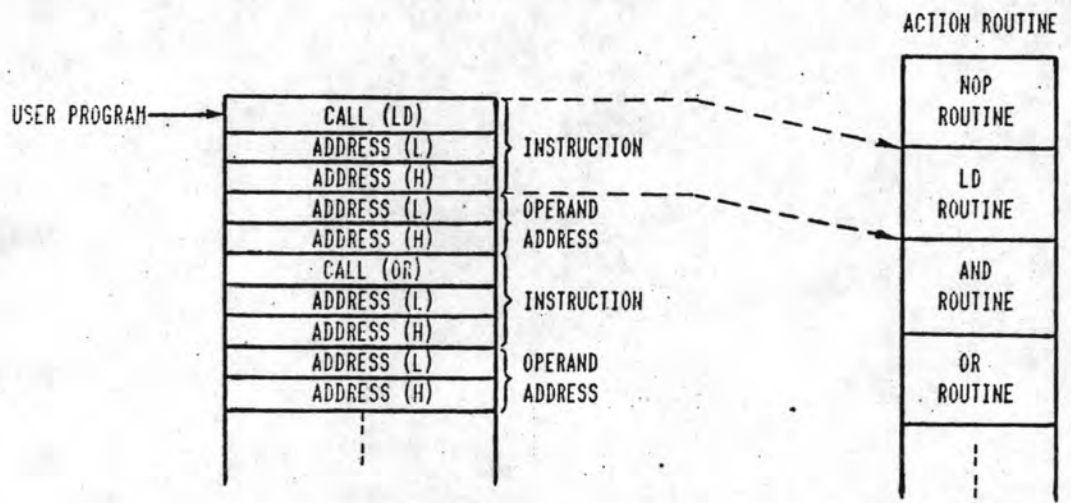 ACTION ROUTINE
USER PROGRAM
CALL (LD)
ADDRESS (L)
ADDRESS (H)
INSTRUCTION
ADDRESS (L)
ADDRESS (H)
OPERAND
ADDRESS
CALL (OR)
ADDRESS (L)
ADDRESS (H)
INSTRUCTION
ADDRESS (L)
ADDRESS (H)
OPERAND
ADDRESS
NOP
ROUTINE
LD
ROUTINE
AND
ROUTINE
OR
ROUTINE